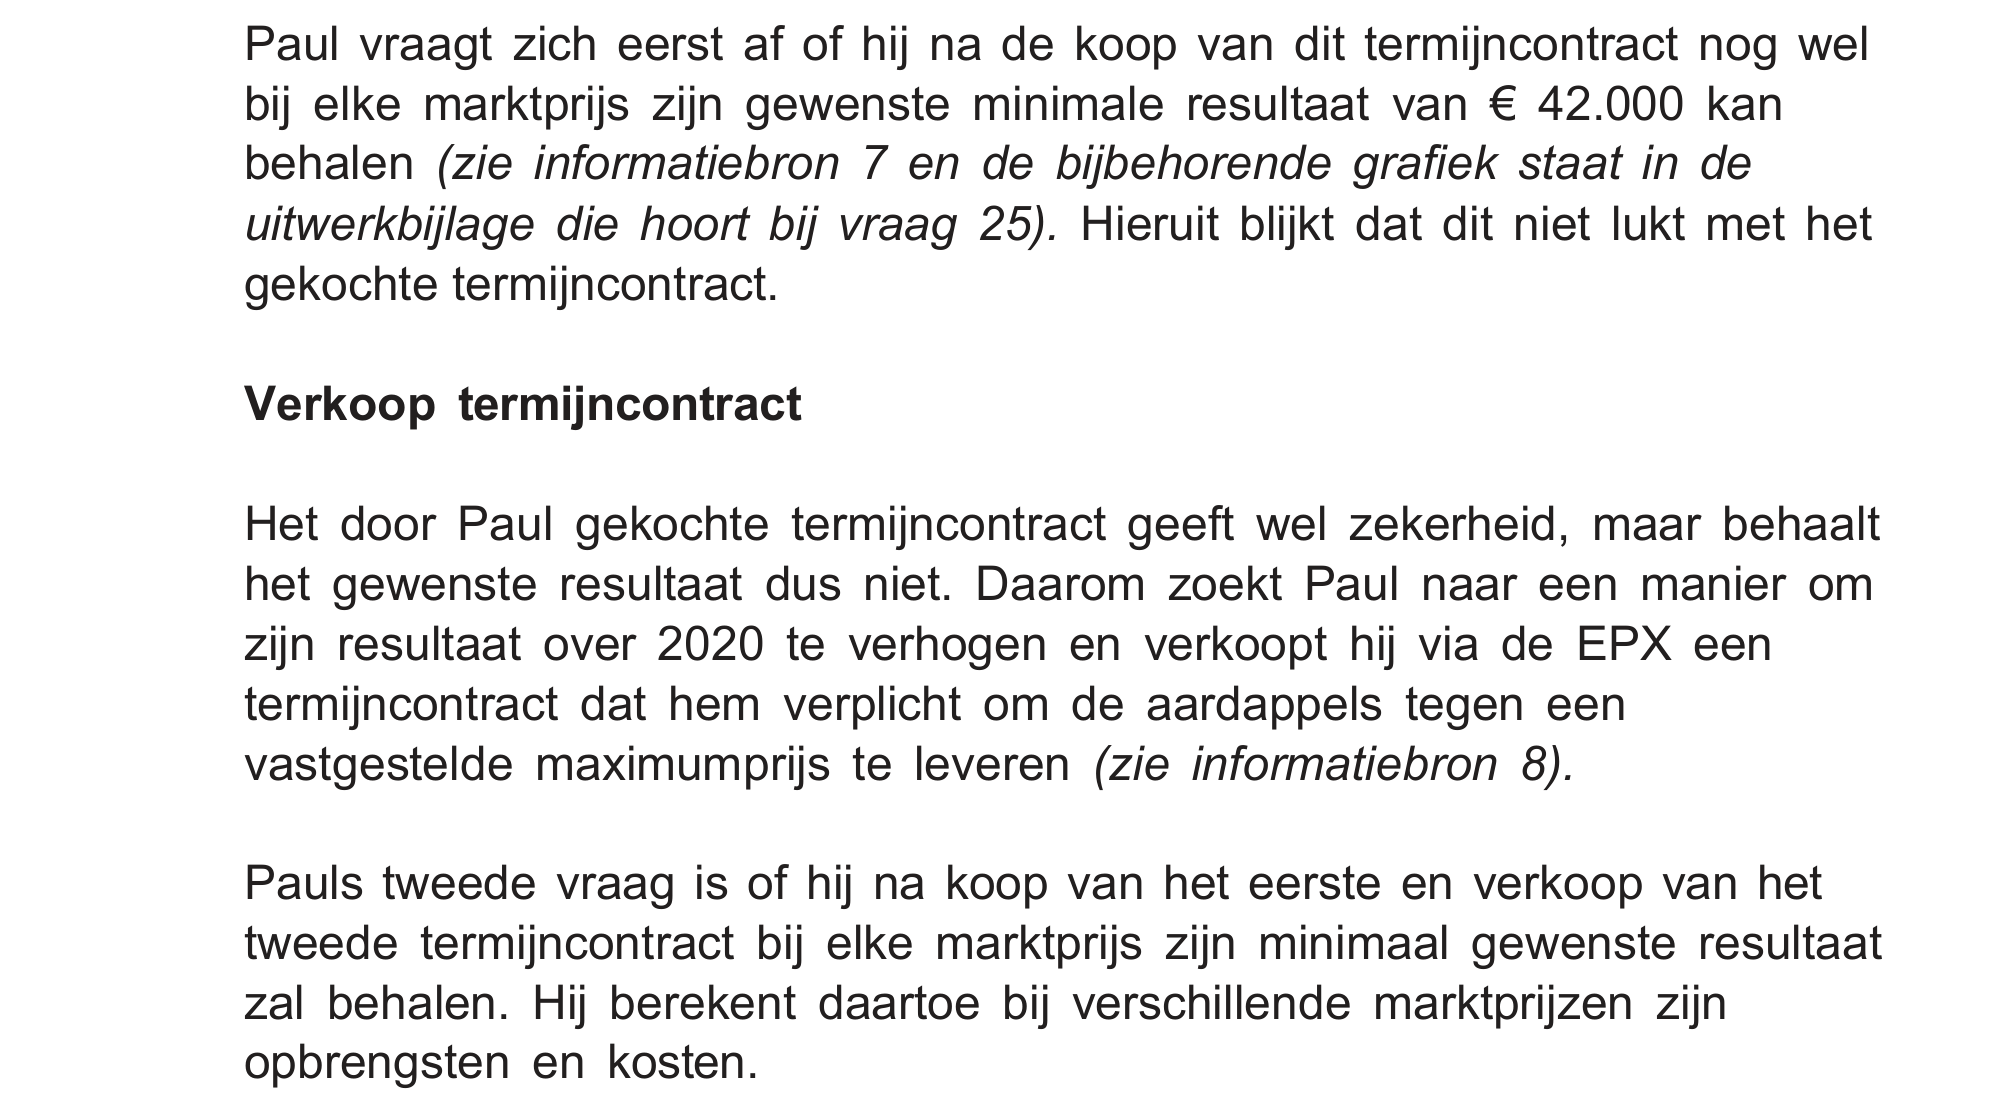 Paul vraagt zich eerst af of hij na de koop van dit termijncontract nog wel
bij elke marktprijs zijn gewenste minimale resultaat van € 42.000 kan
behalen (zie informatiebron 7 en de bijbehorende grafiek staat in de
uitwerkbijlage die hoort bij vraag 25). Hieruit blijkt dat dit niet lukt met het
gekochte termijncontract.
Verkoop termijncontract
Het door Paul gekochte termijncontract geeft wel zekerheid, maar behaalt
het gewenste resultaat dus niet. Daarom zoekt Paul naar een manier om
zijn resultaat over 2020 te verhogen en verkoopt hij via de EPX een
termijncontract dat hem verplicht om de aardappels tegen een
vastgestelde maximumprijs te leveren (zie informatiebron 8).
Pauls tweede vraag is of hij na koop van het eerste en verkoop van het
tweede termijncontract bij elke marktprijs zijn minimaal gewenste resultaat
zal behalen. Hij berekent daartoe bij verschillende marktprijzen zijn
opbrengsten en kosten.